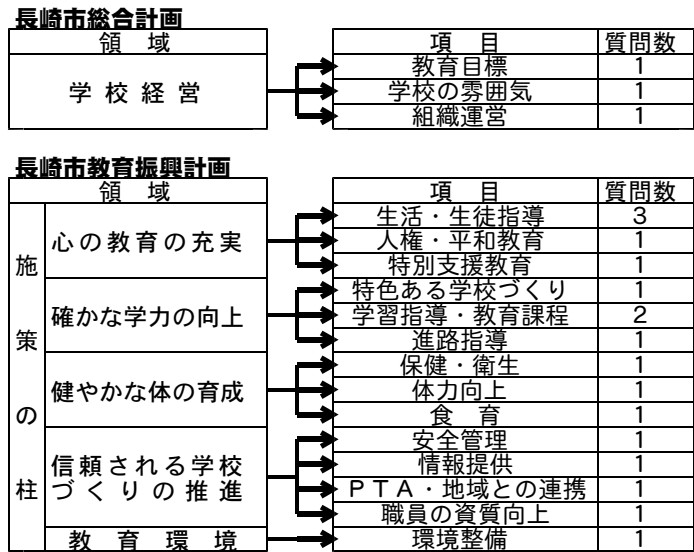 長崎市総合計画
領 域 項 目 質問数
学校経営 教育目標 1
学校の雰囲気 1
組織運営 1
長崎市教育振興計画
領 域 項 目 質問数
施策の柱
心の教育の充実 生活・生徒指導 3
人権・平和教育 1
特別支援教育 1
確かな学力の向上 特色ある学校づくり 1
学習指導・教育課程 2
進路指導 1
健やかな体の育成 保健・衛生 1
体力向上 1
食 育 1
信頼される学校
づくりの推進
安全管理 1
情報提供 1
PTA・地域との連携 1
職員の資質向上 1
教育環境 環境整備 1